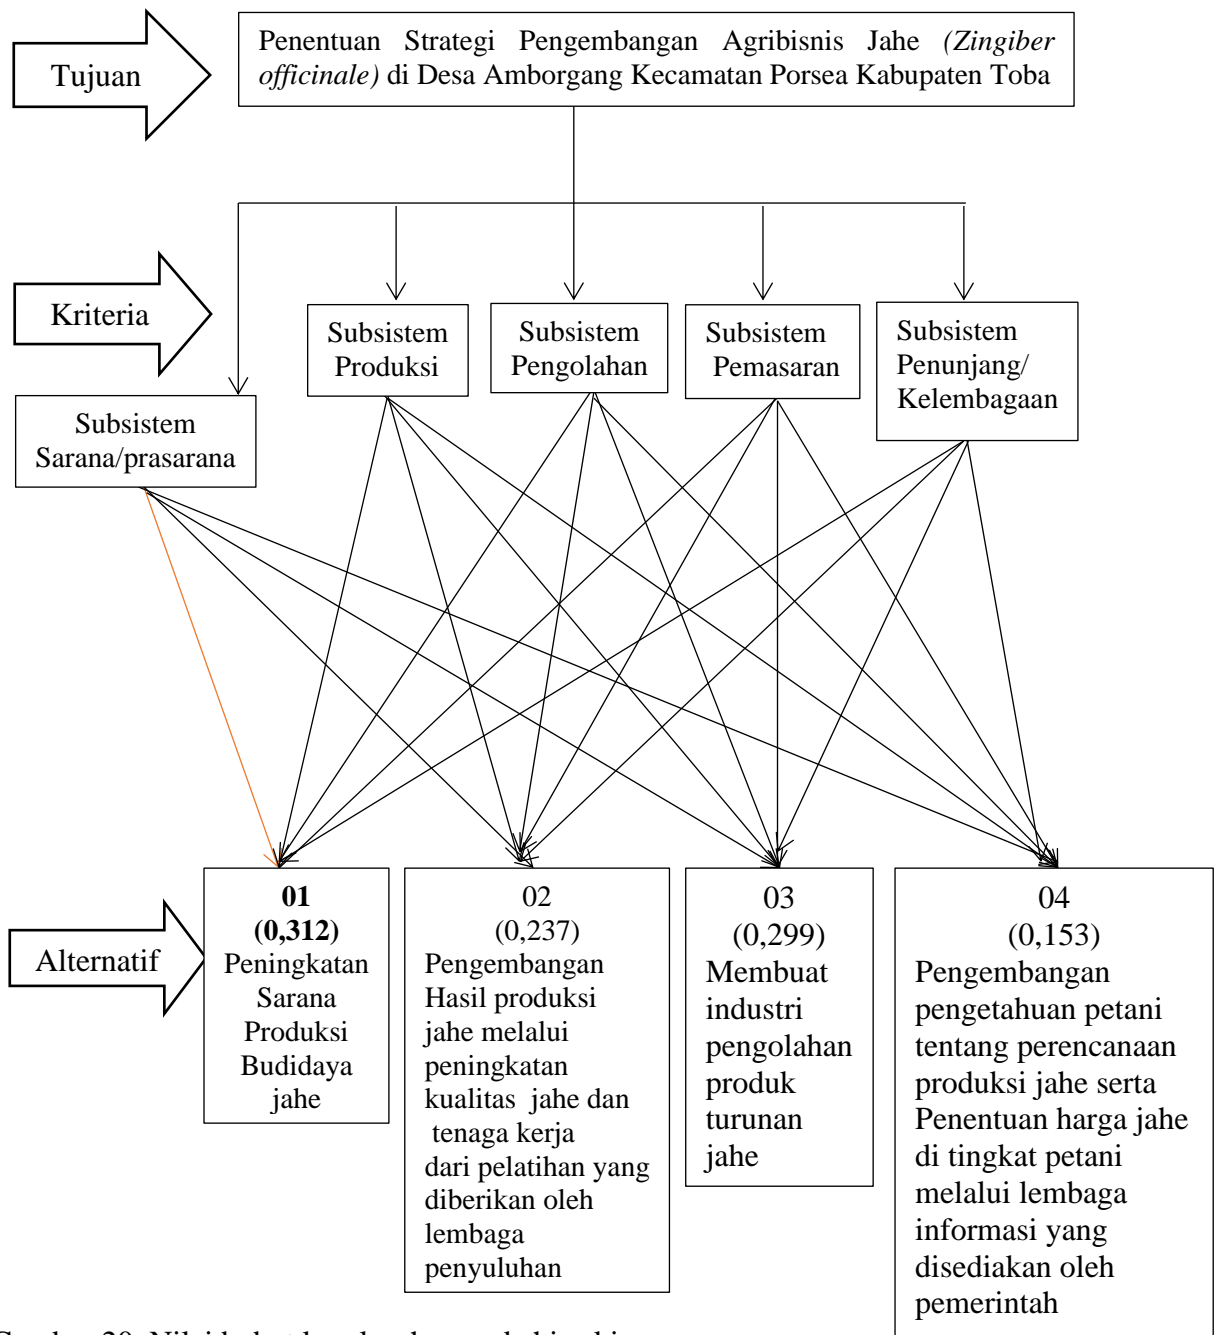 Tujuan
Penentuan Strategi Pengembangan Agribisnis Jahe (Zingiber
officinale) di Desa Amborgang Kecamatan Porsea Kabupaten Toba
Kriteria
Subsistem
Sarana/prasarana
Subsistem
Produksi
Subsistem
Pengolahan
Subsistem
Pemasaran
Subsistem
Penunjang/
Kelembagaan
Alternatif
01
(0,312)
Peningkatan
Sarana
Produksi
Budidaya
jahe
02
(0,237)
Pengembangan
Hasil produksi
jahe melalui
peningkatan
kualitas jahe dan
tenaga kerja
dari pelatihan yang
diberikan oleh
lembaga
penyuluhan
03
(0,299)
Membuat
industri
pengolahan
produk
turunan
jahe
04
(0,153)
Pengembangan
pengetahuan petani
tentang perencanaan
produksi jahe serta
Penentuan harga jahe
di tingkat petani
melalui lembaga
informasi yang
disediakan oleh
pemerintah